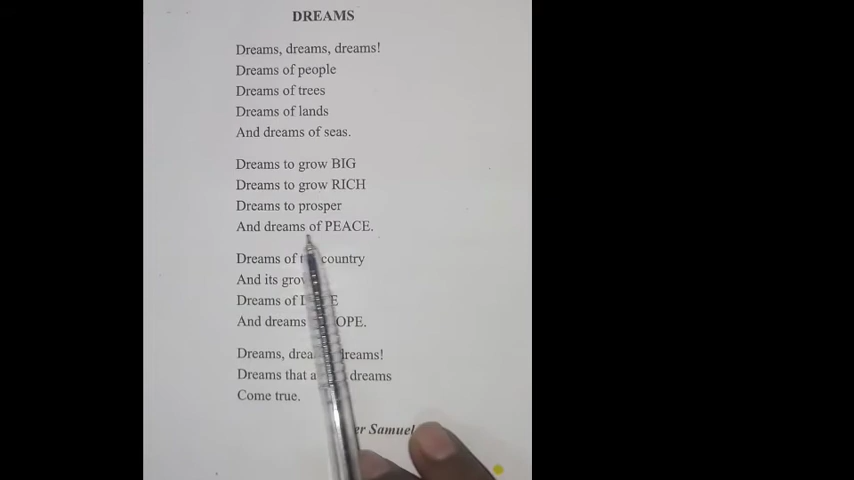 DREAMS
Dreams, dreams, dreams!
Dreams of people
Dreams of trees
Dreams of lands
And dreams of seas.
Dreams to grow BIG
Dreams to grow RICH
Dreams to prosper
And dreams of PEACE.
Dreams of country
And its
Dreams of
And dreams
Dreams, dreams!
Dreams that dreams
Come true.
Samuel